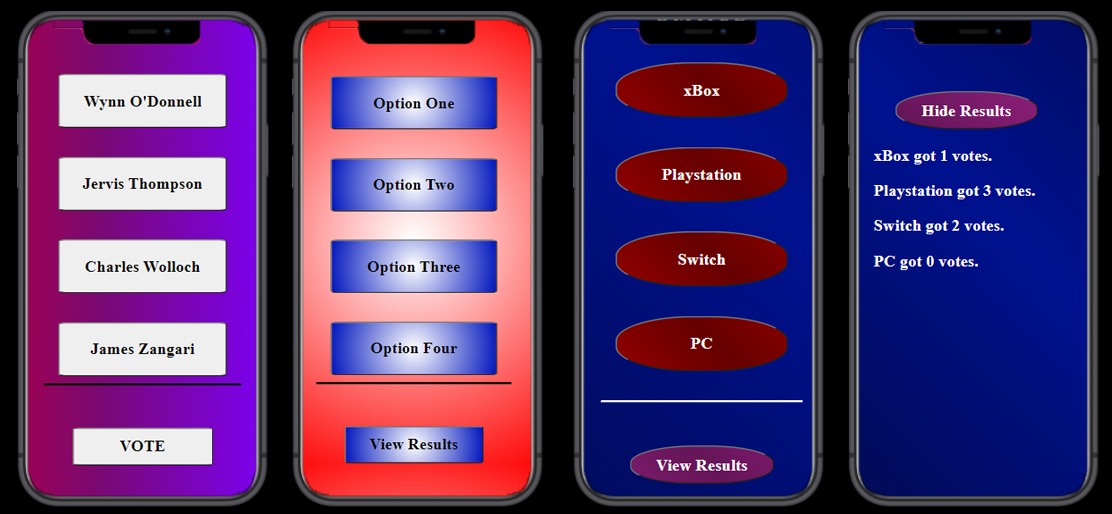 Wynn O'Donnell
Jervis Thompson
Charles Wolloch
James Zangari
VOTE
Option One
Option Two
Option Three
Option Four
View Results
xBox
Playstation
Switch
PC
View Results
Hide Results
xBox got 1 votes.
Playstation got 3 votes.
Switch got 2 votes.
PC got 0 votes.